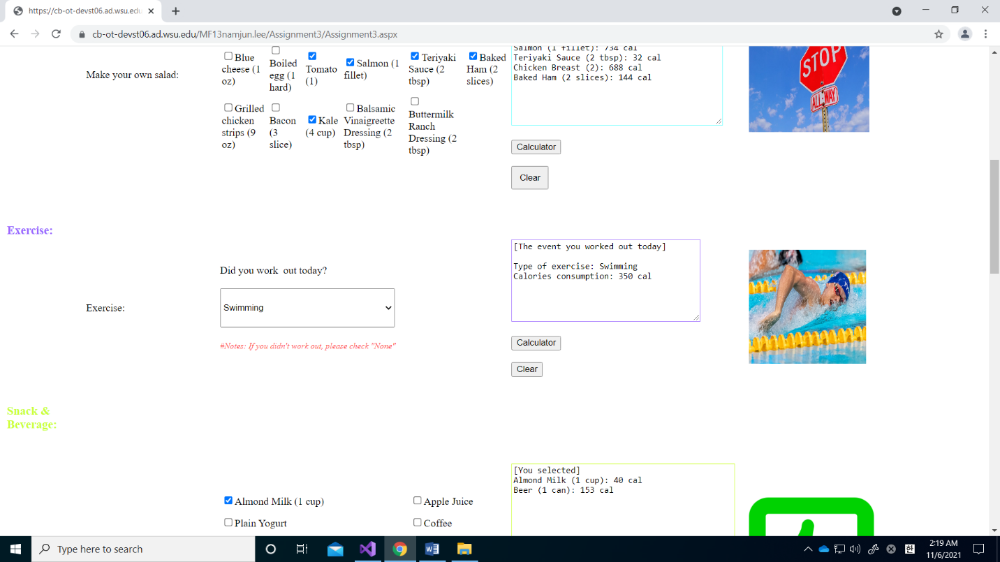 https://cb-ot-devst06.ad.wsu.edu
cb-ot-devst06.ad.wsu.edu/MF13namjun.lee/Assignment3/Assignment3.aspx
Make your own salad:
Blue cheese (1 oz)
Boiled egg (1 hard)
Tomato (1)
Salmon (1 fillet)
Teriyaki Sauce (2 tbsp)
Baked Ham (2 slices)
Grilled chicken strips (9 oz)
Bacon (3 slice)
Kale (4 cup)
Balsamic Vinaigreette Dressing (2 tbsp)
Buttermilk Ranch Dressing (2 tbsp)
Salmon (1 fillet): 734 cal
Teriyaki Sauce (2 tbsp): 32 cal
Chicken Breast (2): 688 cal
Baked Ham (2 slices): 144 cal
STOP
ALL-WAY
Calculator
Clear
Exercise:
Did you work  out today?
Exercise:
Swimming
#Notes: If you didn't work out, please check "None"
[The event you worked out today]
Type of exercise: Swimming
Calories consumption: 350 cal
Calculator
Clear
Snack &
Beverage:
Almond Milk (1 cup)
Apple Juice
Plain Yogurt
Coffee
[You selected]
Almond Milk (1 cup): 40 cal
Beer (1 can): 153 cal
Type here to search
한
2:19 AM
11/6/2021